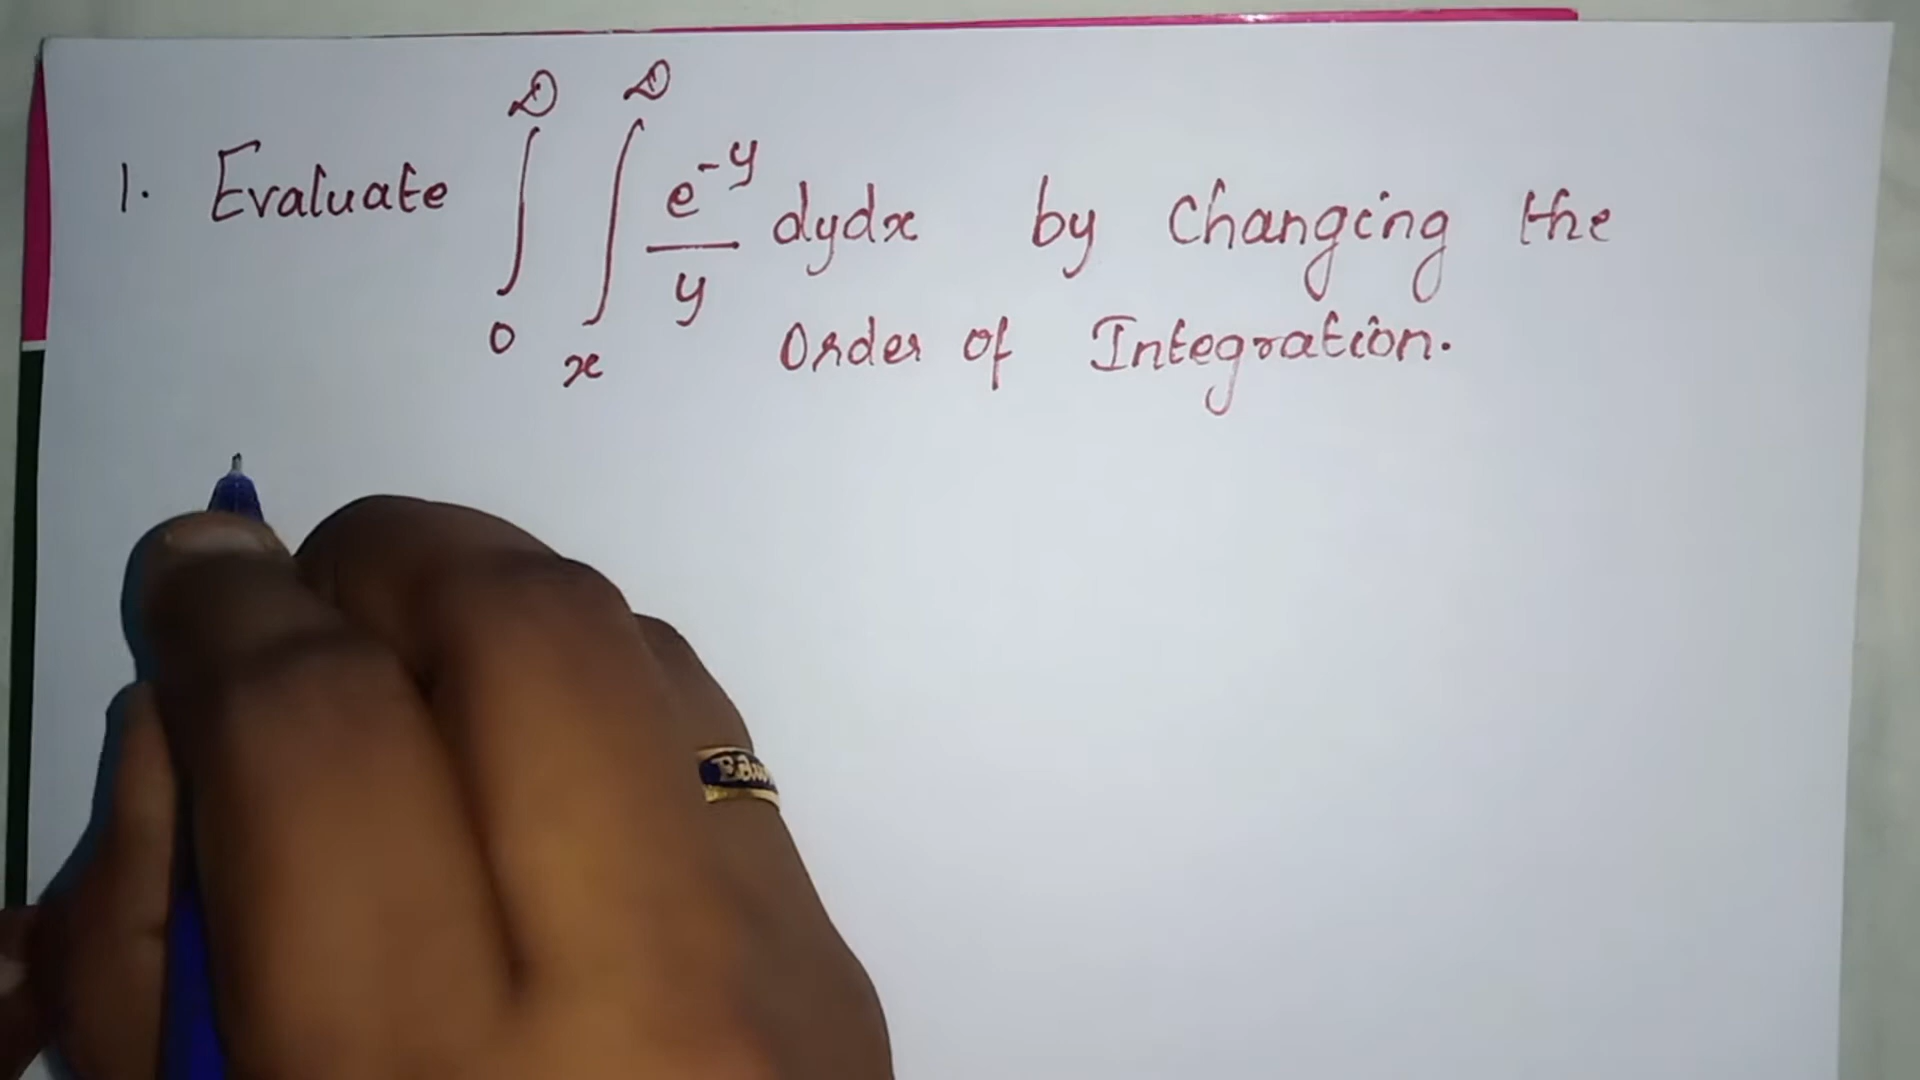 1. Evaluate ∫₀^∞ ∫ₓ^∞ e^-y/y dydx by changing the
Order of Integration.